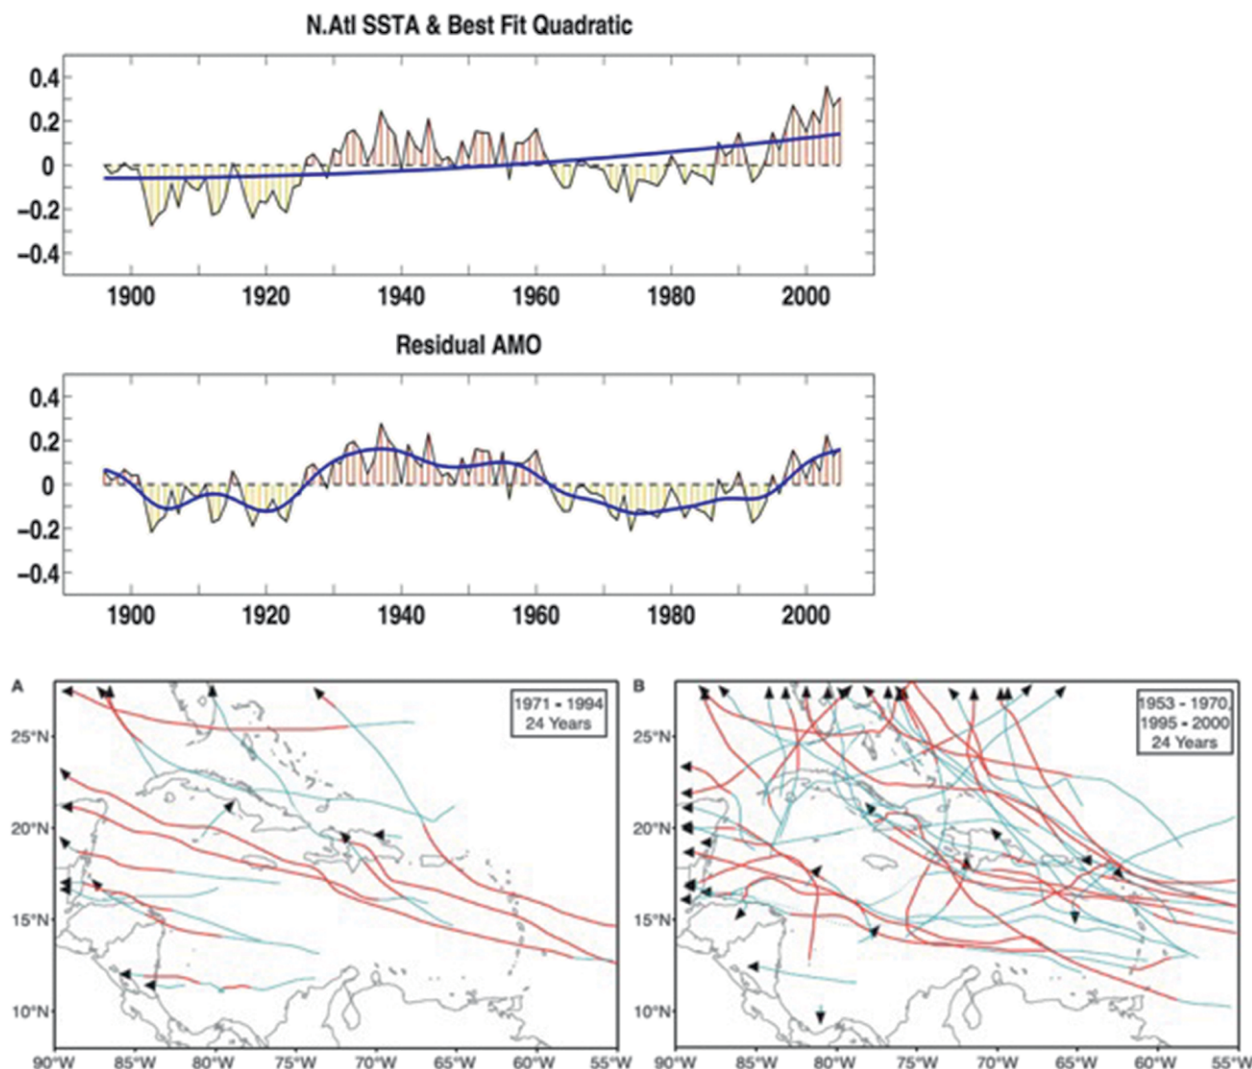 N.Atl SSTA & Best Fit Quadratic
0.4
0.2
0
−0.2
−0.4
1900 1920 1940 1960 1980 2000
Residual AMO
0.4
0.2
0
−0.2
−0.4
1900 1920 1940 1960 1980 2000
A
1971 - 1994
24 Years
25°N
20°N
15°N
10°N
90°W 85°W 80°W 75°W 70°W 65°W 60°W 55°W
B
1953 - 1970,
1995 - 2000
24 Years
25°N
20°N
15°N
10°N
90°W 85°W 80°W 75°W 70°W 65°W 60°W 55°W